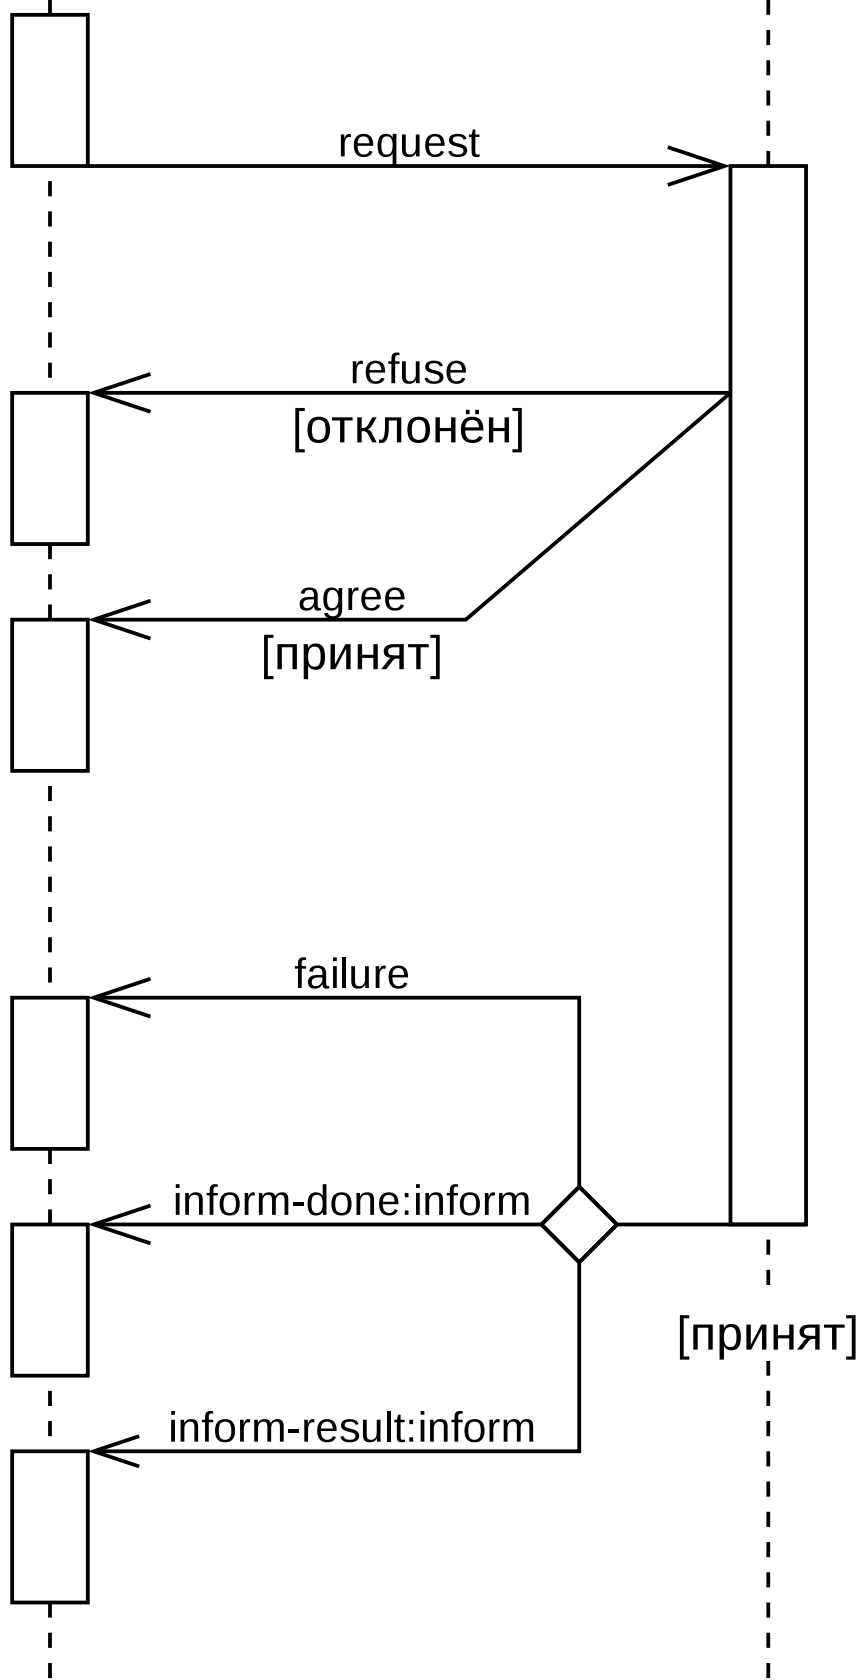 request
refuse
[отклонён]
agree
[принят]
failure
inform-done:inform
[принят]
inform-result:inform